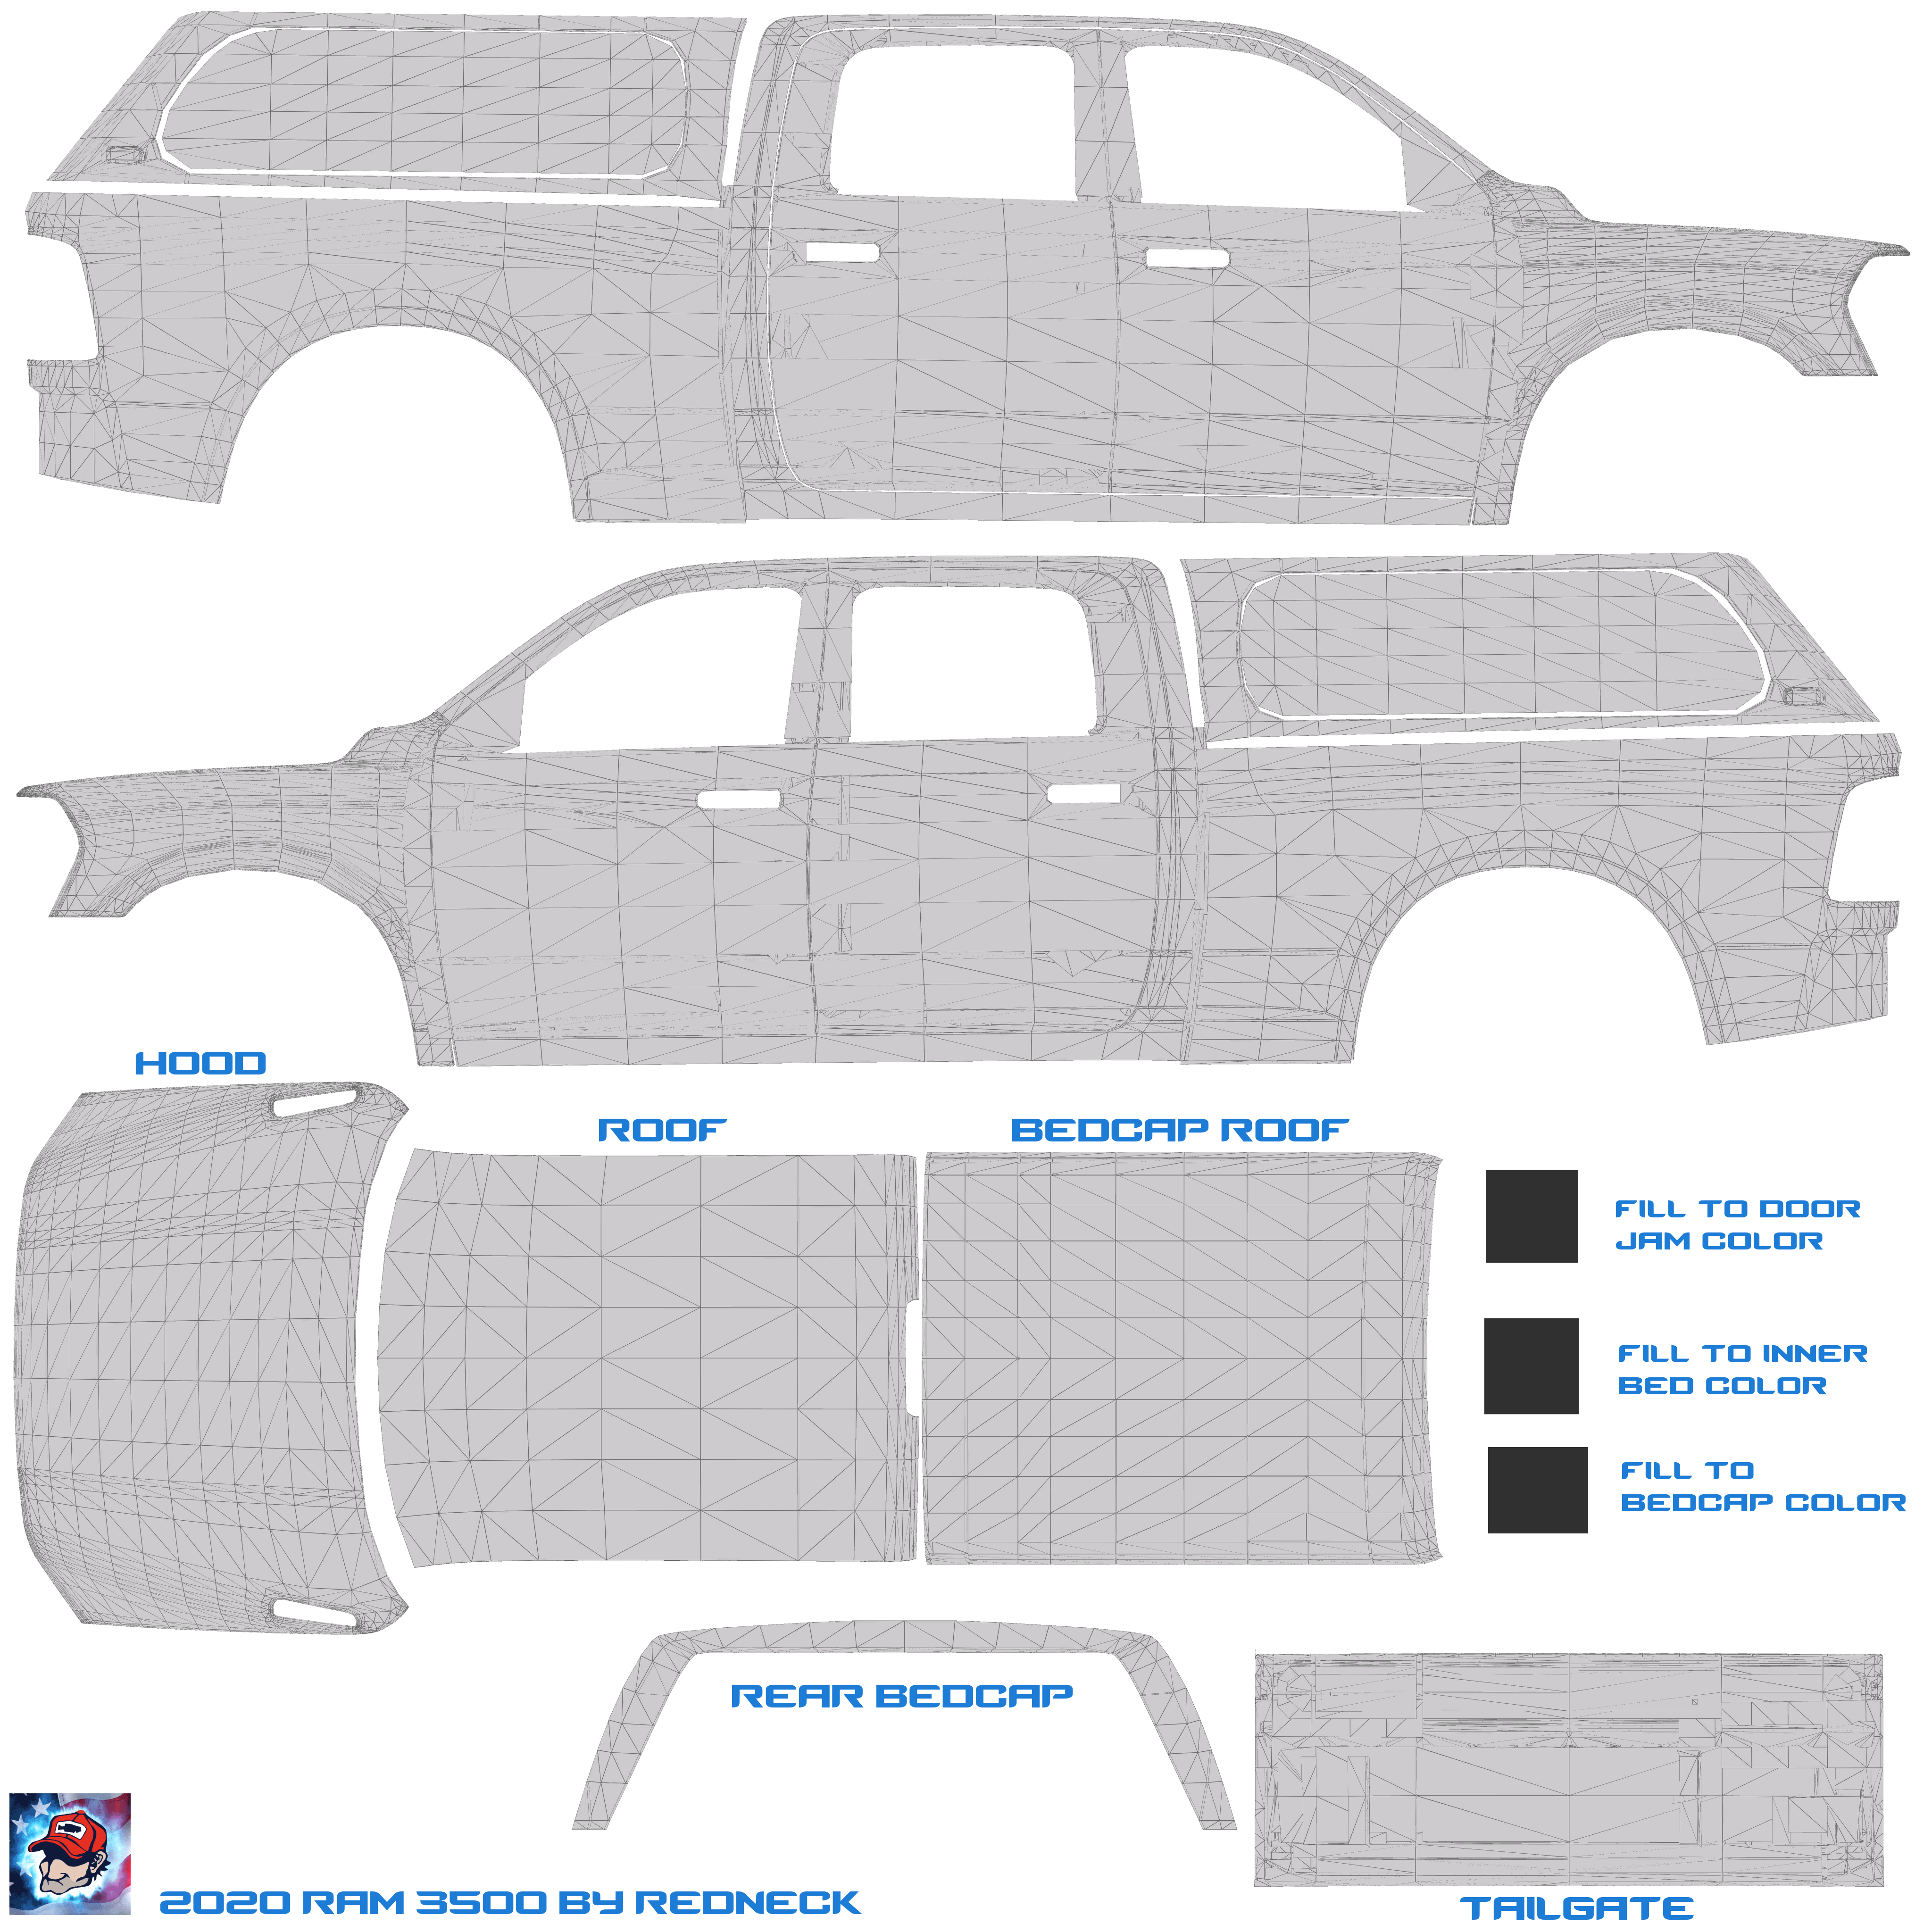 HOOD
ROOF
BEDCAP ROOF
FILL TO DOOR
JAM COLOR
FILL TO INNER
BED COLOR
FILL TO
BEDCAP COLOR
REAR BEDCAP
2020 RAM 3500 BY REDNECK
TAILGATE